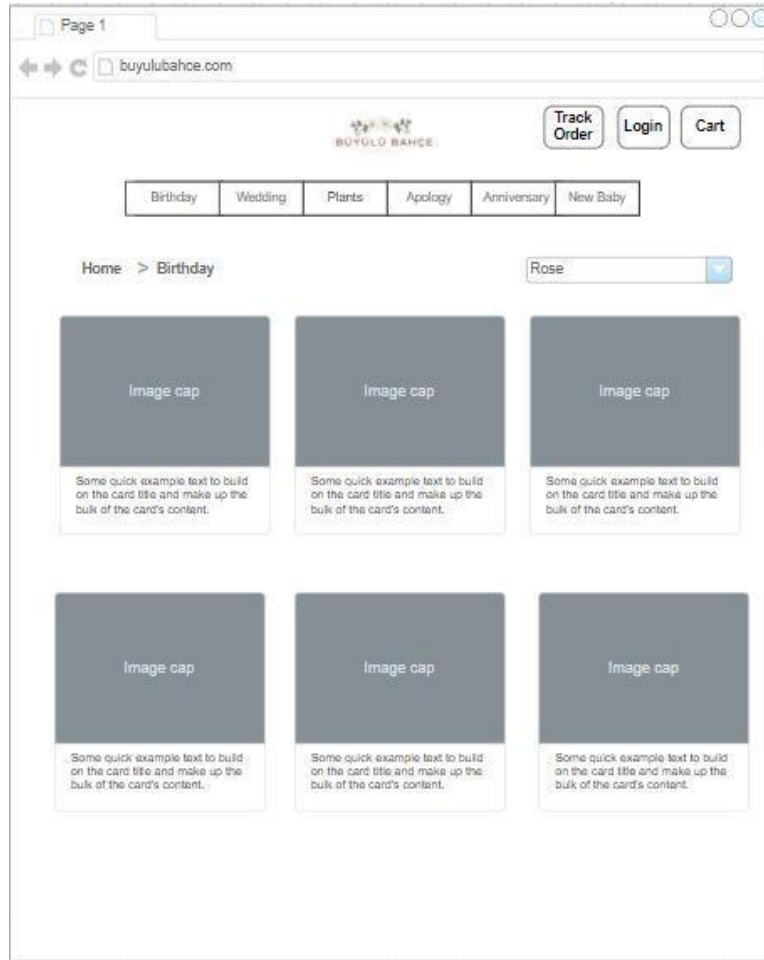 Page 1
buyulubahce.com
BÜYÜLÜ BAHÇE
Track
Order
Login
Cart
Birthday
Wedding
Plants
Apology
Anniversary
New Baby
Home > Birthday
Rose
Image cap
Image cap
Image cap
Some quick example text to build
on the card title and make up the
bulk of the card's content.
Some quick example text to build
on the card title and make up the
bulk of the card's content.
Some quick example text to build
on the card title and make up the
bulk of the card's content.
Image cap
Image cap
Image cap
Some quick example text to build
on the card title and make up the
bulk of the card's content.
Some quick example text to build
on the card title and make up the
bulk of the card's content.
Some quick example text to build
on the card title and make up the
bulk of the card's content.